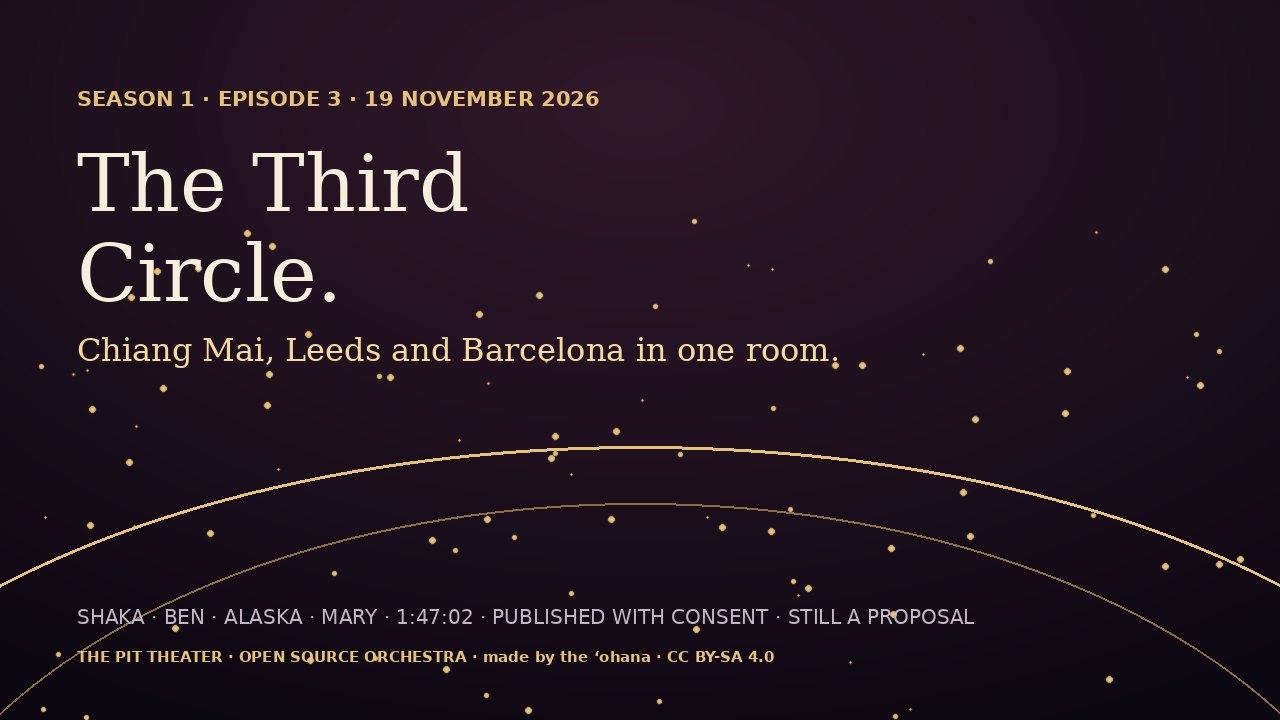 SEASON 1 · EPISODE 3 · 19 NOVEMBER 2026
The Third
Circle.
Chiang Mai, Leeds and Barcelona in one room.
SHAKA · BEN · ALASKA · MARY · 1:47:02 · PUBLISHED WITH CONSENT · STILL A PROPOSAL
THE PIT THEATER · OPEN SOURCE ORCHESTRA · made by the ʻohana · CC BY-SA 4.0